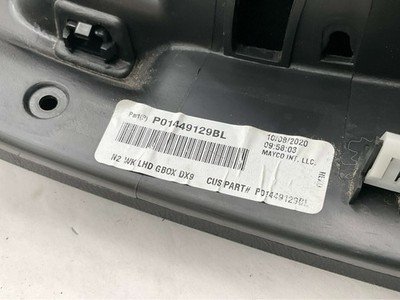 Part(P) P01449129BL
10/08/2020
09:58:03
MAYCO INT. LLC.
N2 WK LHD GBOX DX9 CUS PART# P01449129BL